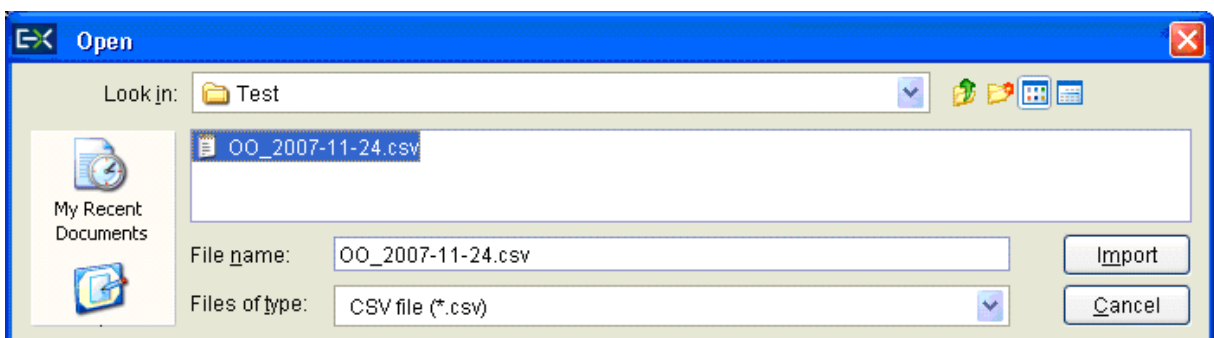 EX Open
Look in: Test
OO_2007-11-24.csv
My Recent
Documents
File name: OO_2007-11-24.csv Import
Files of type: CSV file (*.csv) Cancel